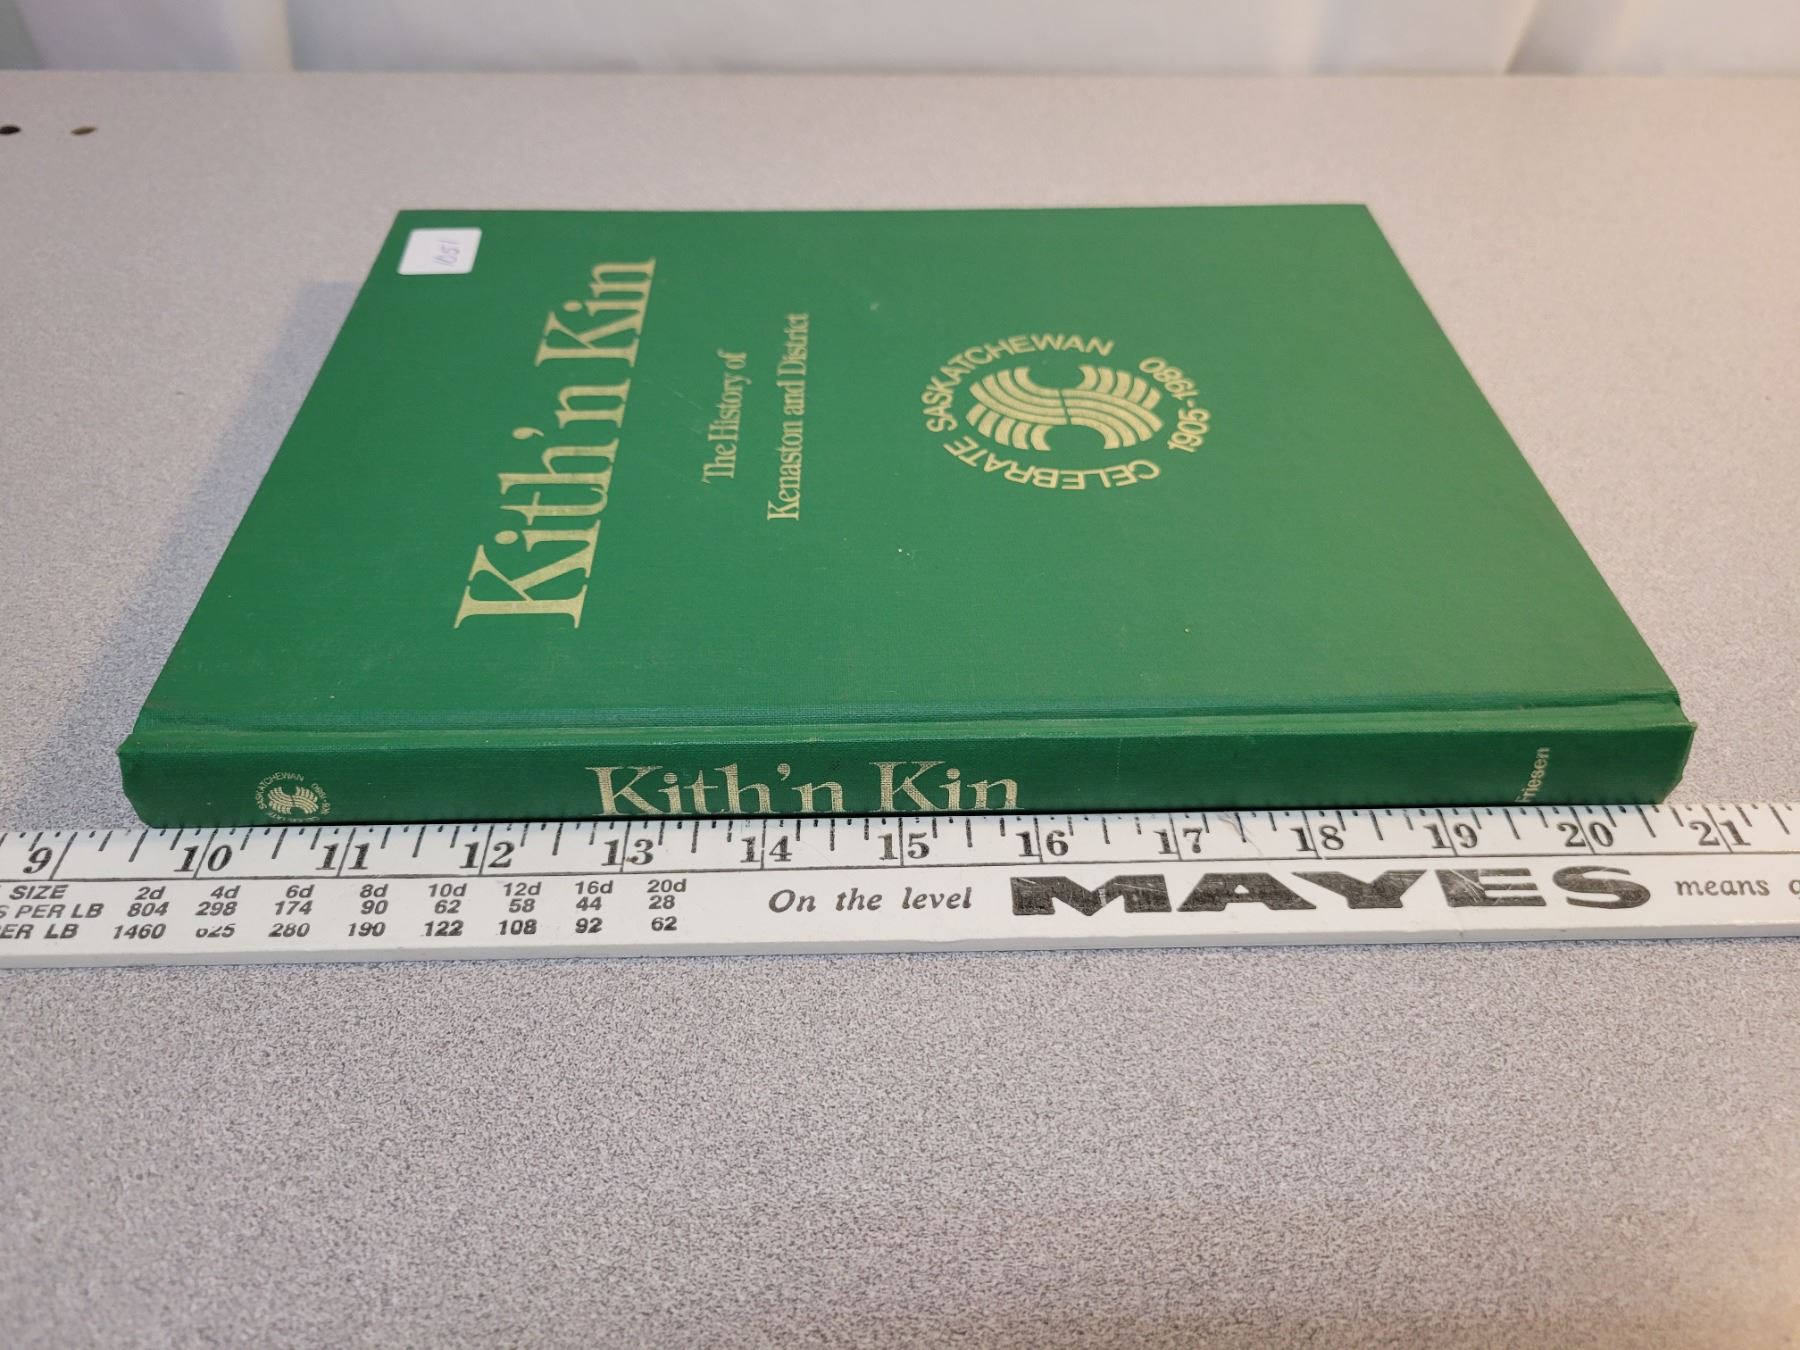 1051
Kith'n Kin
The History of
Kenaston and District
CELEBRATE SASKATCHEWAN
1905-1980
Kith'n Kin
Friesen
9 10 11 12 13 14 15 16 17 18 19 20 21
SIZE 2d 4d 6d 8d 10d 12d 16d 20d
PER LB 804 298 174 90 62 58 44 28
LB 1460 625 280 190 122 108 92 62
On the level MAYES means